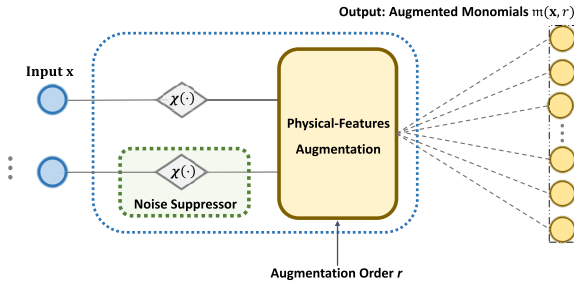 Output: Augmented Monomials 𝔪(𝐱, r)
Input 𝐱
χ(·)
Physical-Features
Augmentation
χ(·)
Noise Suppressor
Augmentation Order r